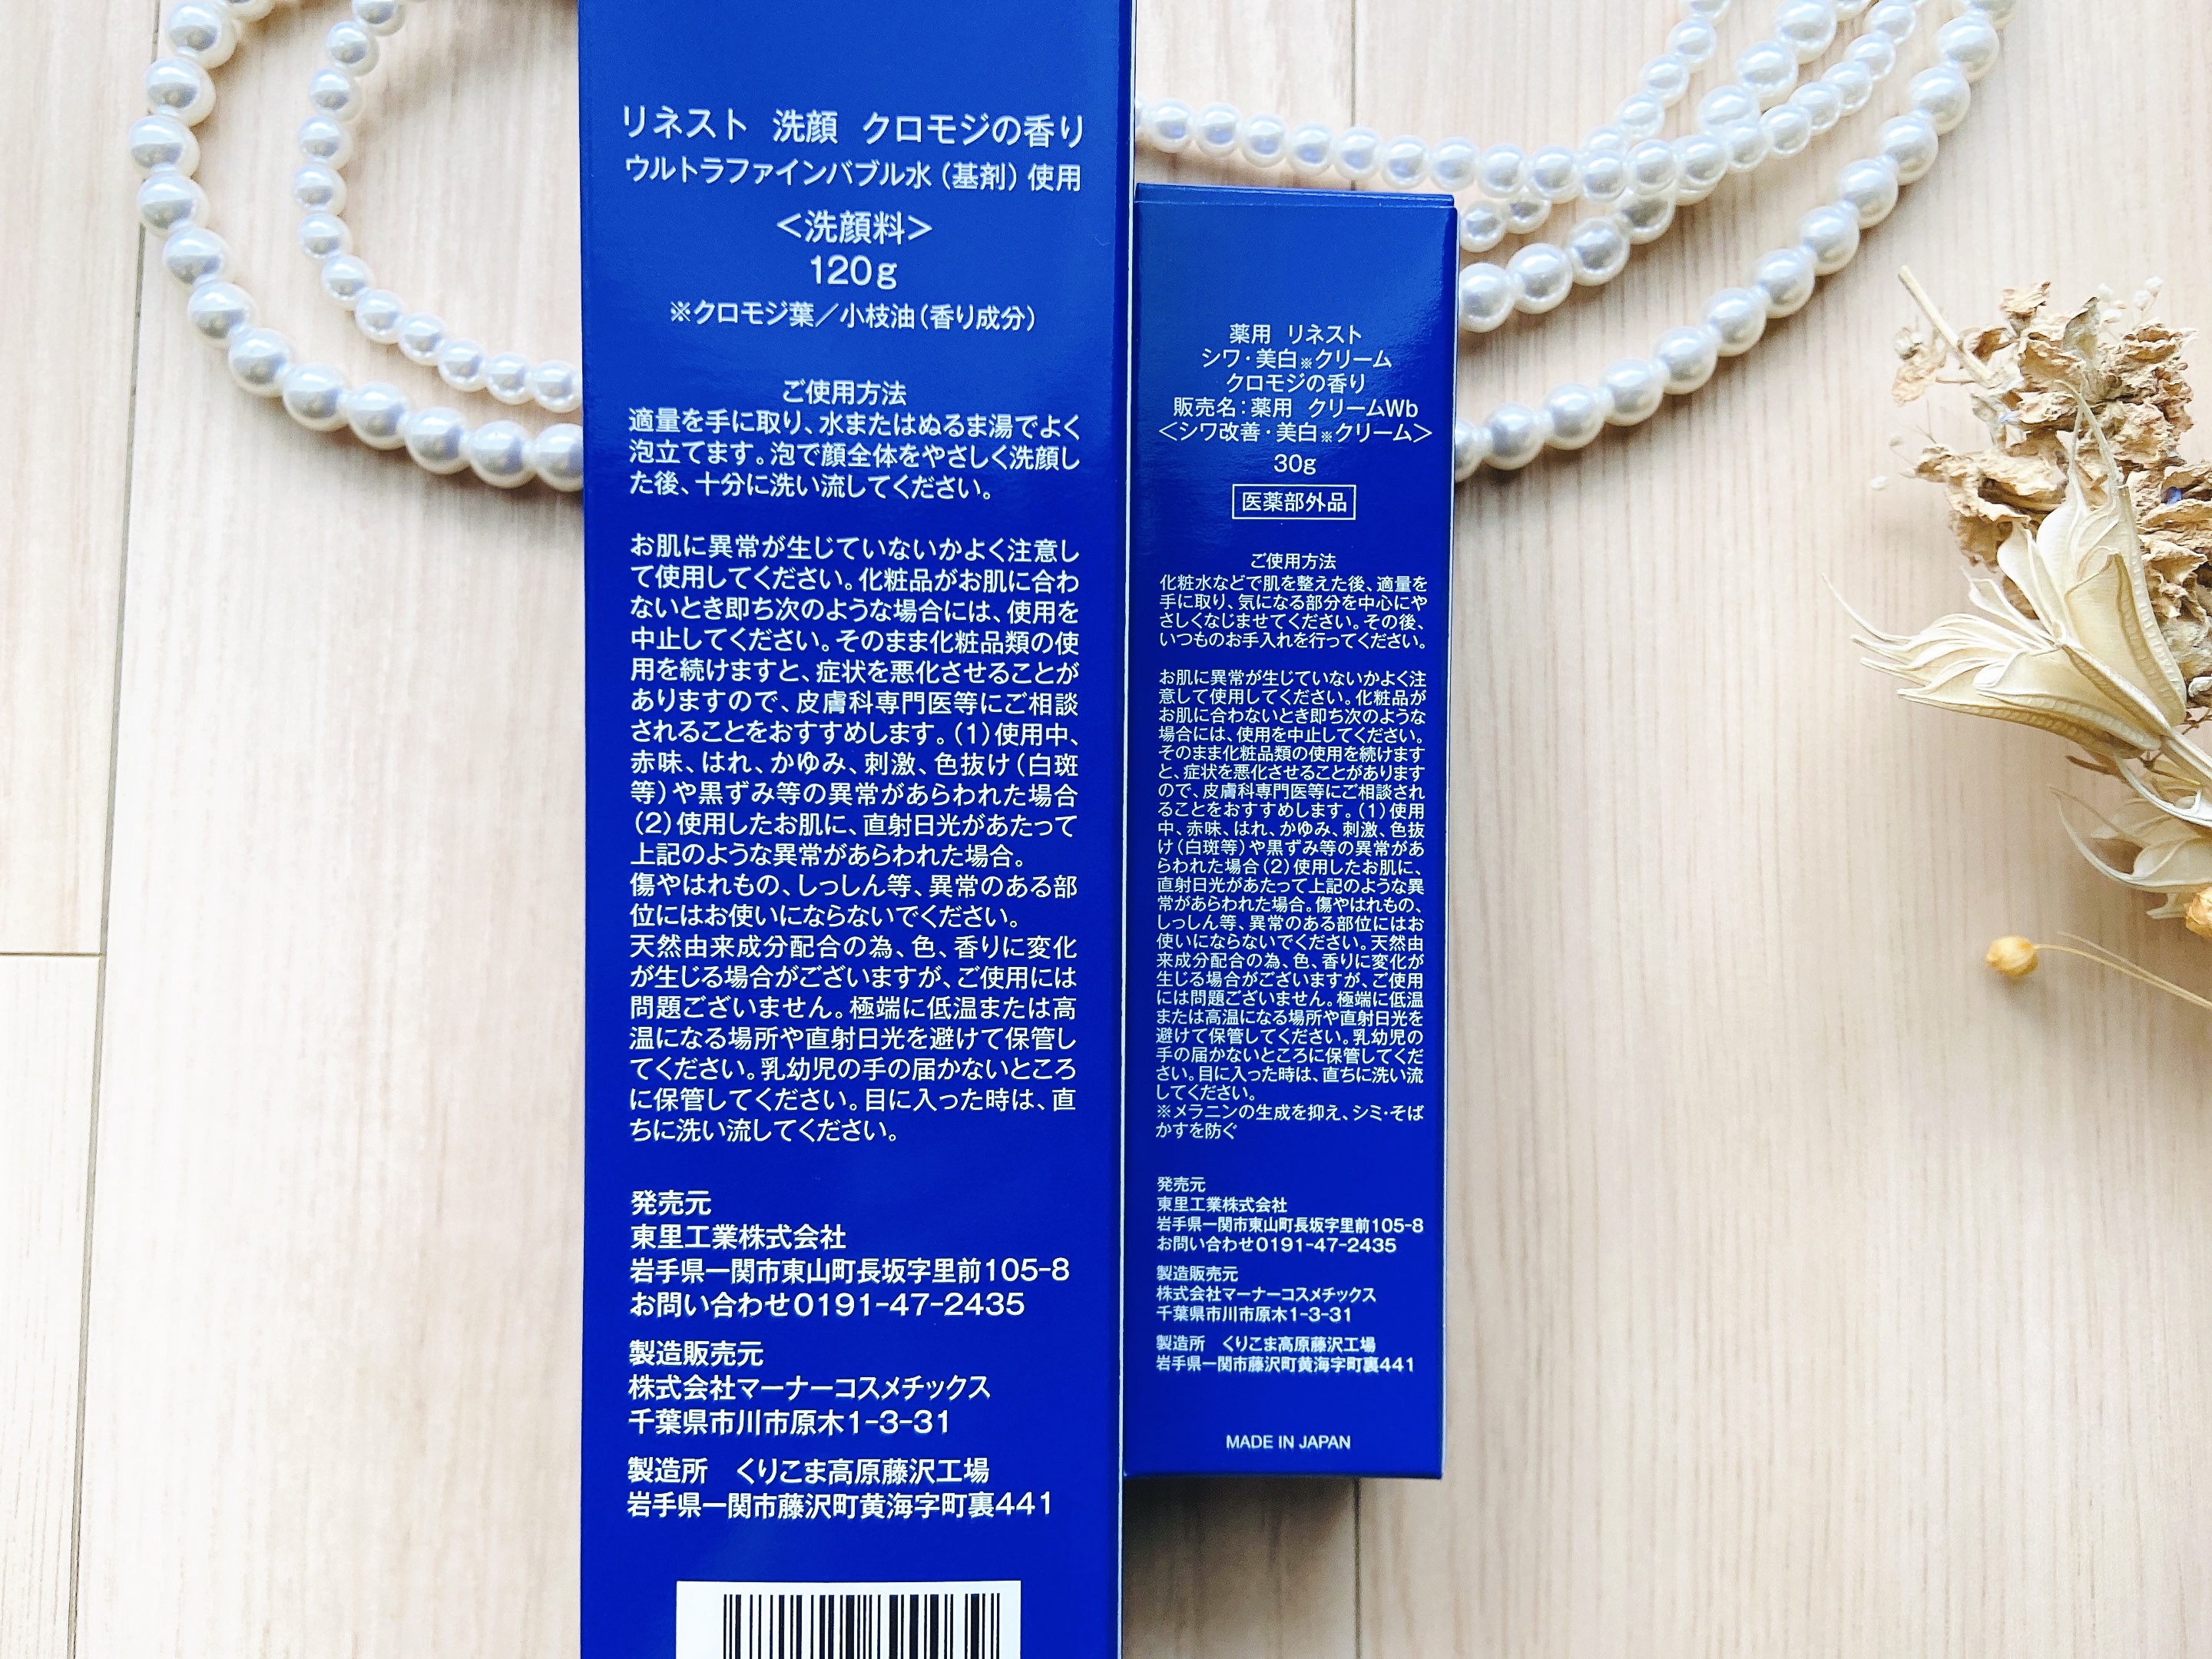 リネスト 洗顔 クロモジの香り
ウルトラファインバブル水（基剤）使用
＜洗顔料＞
120g
※クロモジ葉／小枝油（香り成分）
ご使用方法
適量を手に取り、水またはぬるま湯でよく
泡立てます。泡で顔全体をやさしく洗顔し
た後、十分に洗い流してください。
お肌に異常が生じていないかよく注意し
て使用してください。化粧品がお肌に合わ
ないとき即ち次のような場合には、使用を
中止してください。そのまま化粧品類の使
用を続けますと、症状を悪化させることが
ありますので、皮膚科専門医等にご相談
されることをおすすめします。（1）使用中、
赤味、はれ、かゆみ、刺激、色抜け（白斑
等）や黒ずみ等の異常があらわれた場合
（2）使用したお肌に、直射日光があたって
上記のような異常があらわれた場合。
傷やはれもの、しっしん等、異常のある部
位にはお使いにならないでください。
天然由来成分配合の為、色、香りに変化
が生じる場合がございますが、ご使用には
問題ございません。極端に低温または高
温になる場所や直射日光を避けて保管し
てください。乳幼児の手の届かないところ
に保管してください。目に入った時は、直
ちに洗い流してください。
発売元
東里工業株式会社
岩手県一関市東山町長坂字里前105-8
お問い合わせ0191-47-2435
製造販売元
株式会社マーナーコスメチックス
千葉県市川市原木1-3-31
製造所 くりこま高原藤沢工場
岩手県一関市藤沢町黄海字町裏441
薬用 リネスト
シワ・美白※クリーム
クロモジの香り
販売名：薬用 クリームWb
＜シワ改善・美白※クリーム＞
30g
医薬部外品
ご使用方法
化粧水などで肌を整えた後、適量を
手に取り、気になる部分を中心にや
さしくなじませてください。その後、
いつものお手入れを行ってください。
お肌に異常が生じていないかよく注
意して使用してください。化粧品が
お肌に合わないとき即ち次のような
場合には、使用を中止してください。
そのまま化粧品類の使用を続けます
と、症状を悪化させることがあります
ので、皮膚科専門医等にご相談され
ることをおすすめします。（1）使用
中、赤味、はれ、かゆみ、刺激、色抜
け（白斑等）や黒ずみ等の異常があ
らわれた場合（2）使用したお肌に、
直射日光があたって上記のような異
常があらわれた場合。傷やはれもの、
しっしん等、異常のある部位にはお
使いにならないでください。天然由
来成分配合の為、色、香りに変化が
生じる場合がございますが、ご使用
には問題ございません。極端に低温
または高温になる場所や直射日光を
避けて保管してください。乳幼児の
手の届かないところに保管してくだ
さい。目に入った時は、直ちに洗い流
してください。
※メラニンの生成を抑え、シミ・そば
かすを防ぐ
発売元
東里工業株式会社
岩手県一関市東山町長坂字里前105-8
お問い合わせ0191-47-2435
製造販売元
株式会社マーナーコスメチックス
千葉県市川市原木1-3-31
製造所 くりこま高原藤沢工場
岩手県一関市藤沢町黄海字町裏441
MADE IN JAPAN